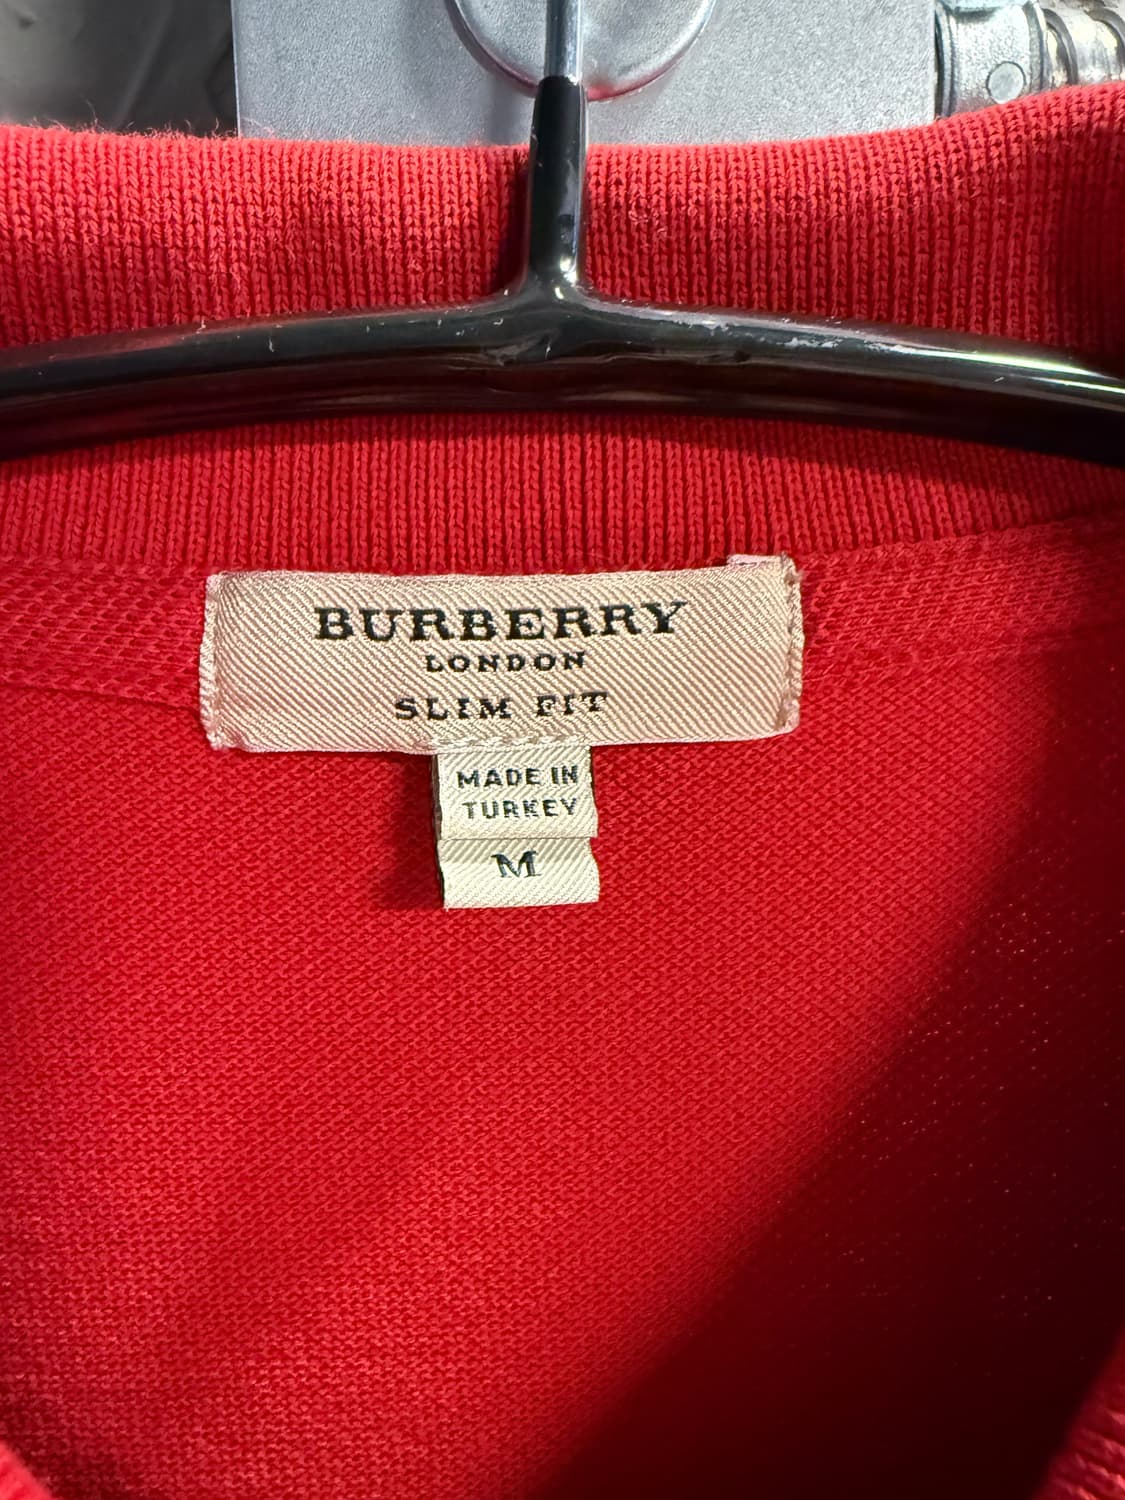 BURBERRY
LONDON
SLIM FIT
MADE IN
TURKEY
M